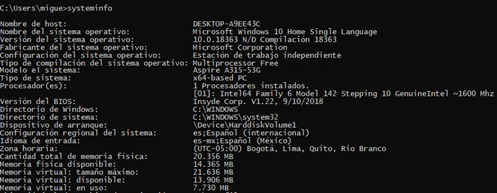 C:\Users\migue>systeminfo
Nombre de host: DESKTOP-A9EE43C
Nombre del sistema operativo: Microsoft Windows 10 Home Single Language
Versión del sistema operativo: 10.0.18363 N/D Compilación 18363
Fabricante del sistema operativo: Microsoft Corporation
Configuración del sistema operativo: Estación de trabajo independiente
Tipo de compilación del sistema operativo: Multiprocessor Free
Modelo el sistema: Aspire A315-53G
Tipo de sistema: x64-based PC
Procesador(es): 1 Procesadores instalados.
[01]: Intel64 Family 6 Model 142 Stepping 10 GenuineIntel ~1600 Mhz
Versión del BIOS: Insyde Corp. V1.22, 9/10/2018
Directorio de Windows: C:\WINDOWS
Directorio de sistema: C:\WINDOWS\system32
Dispositivo de arranque: \Device\HarddiskVolume1
Configuración regional del sistema: es;Español (internacional)
Idioma de entrada: es-mx;Español (México)
Zona horaria: (UTC-05:00) Bogotá, Lima, Quito, Rio Branco
Cantidad total de memoria física: 20.356 MB
Memoria física disponible: 14.365 MB
Memoria virtual: tamaño máximo: 21.636 MB
Memoria virtual: disponible: 13.906 MB
Memoria virtual: en uso: 7.730 MB